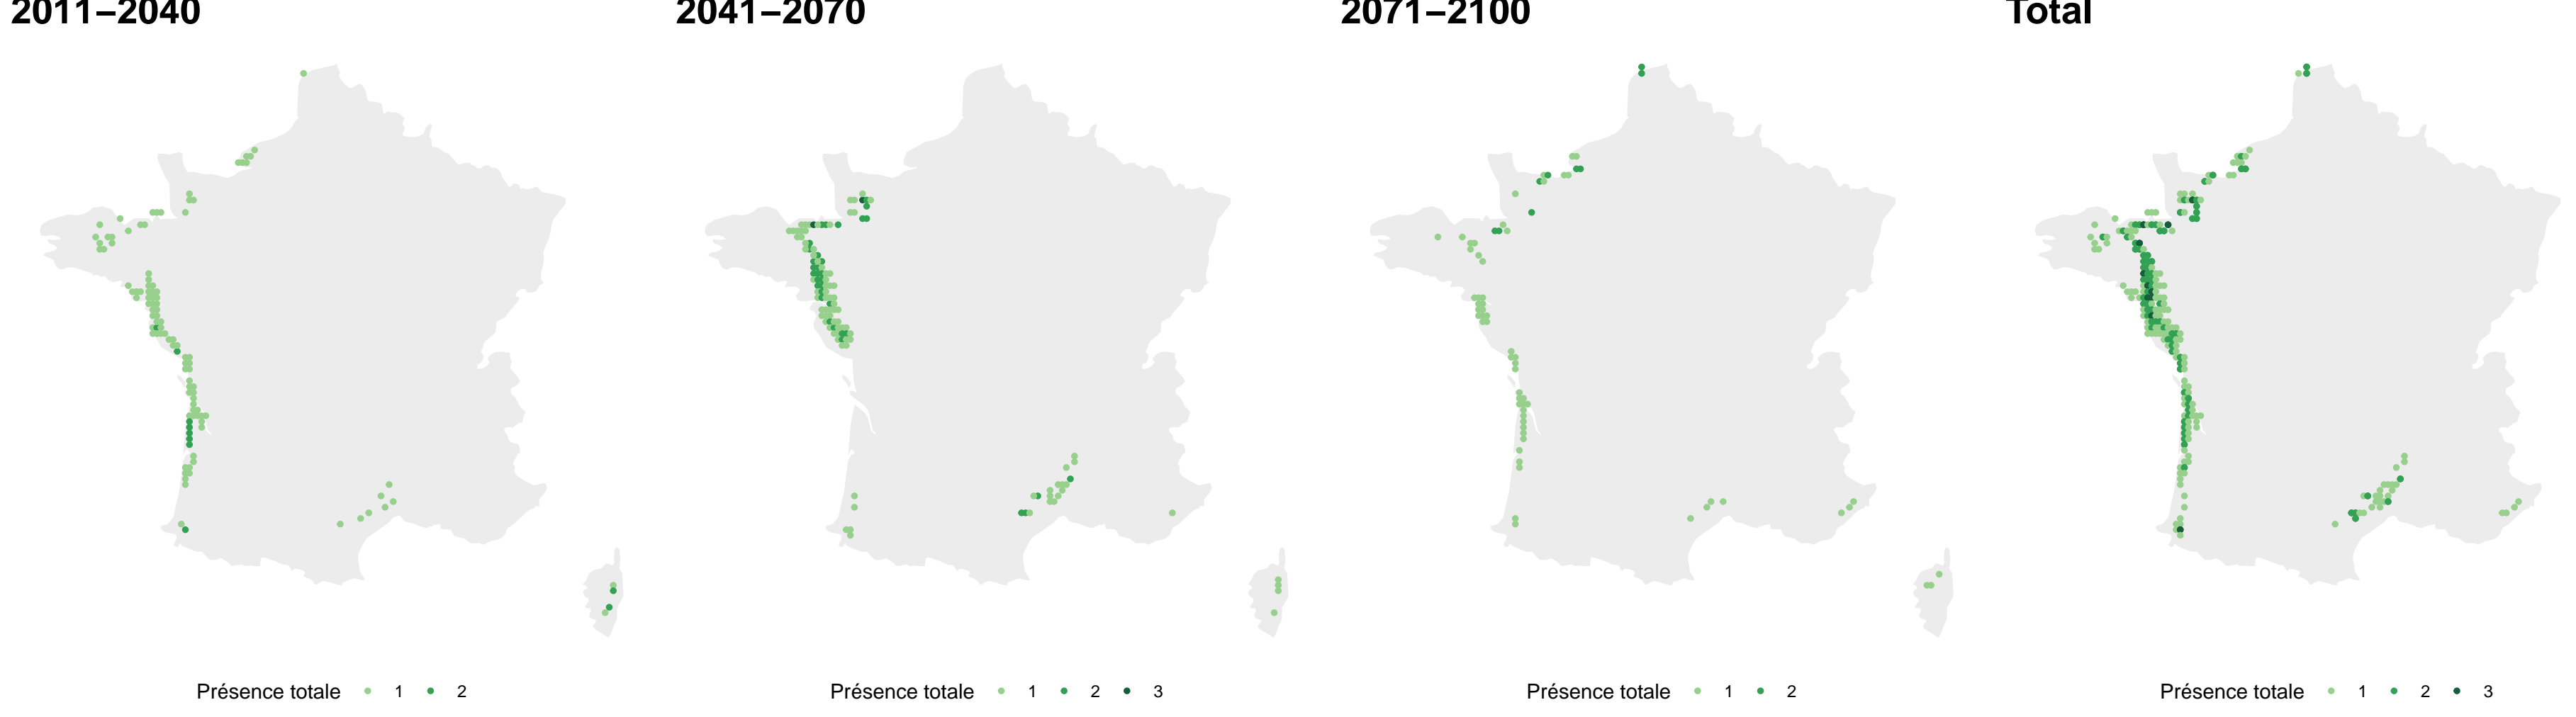 2011–2040
2041–2070
2071–2100
Total
Présence totale 1 2
Présence totale 1 2 3
Présence totale 1 2
Présence totale 1 2 3